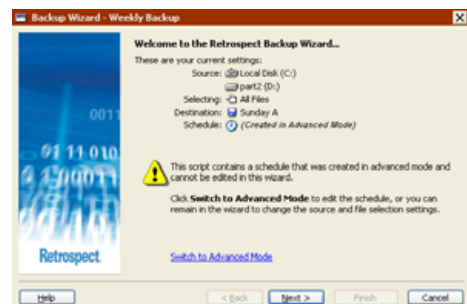 Backup Wizard - Weekly Backup
Welcome to the Retrospect Backup Wizard...
These are your current settings:
Source: Local Disk (C:)
part2 (D:)
Selecting: All Files
Destination: Sunday A
Schedule: (Created in Advanced Mode)
This script contains a schedule that was created in advanced mode and
cannot be edited in this wizard.
Click Switch to Advanced Mode to edit the schedule, or you can
remain in the wizard to change the source and file selection settings.
Retrospect
Switch to Advanced Mode
Help
< Back
Next >
Finish
Cancel